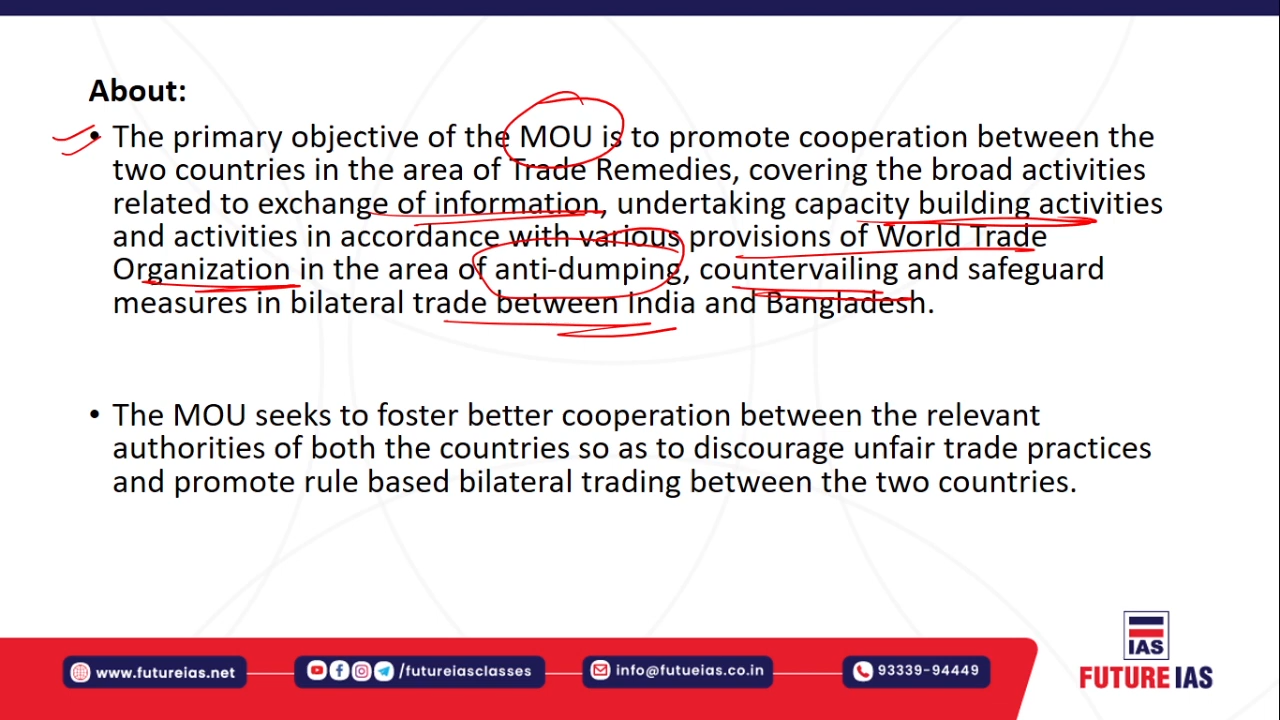 About:
• The primary objective of the MOU is to promote cooperation between the
two countries in the area of Trade Remedies, covering the broad activities
related to exchange of information, undertaking capacity building activities
and activities in accordance with various provisions of World Trade
Organization in the area of anti-dumping, countervailing and safeguard
measures in bilateral trade between India and Bangladesh.
• The MOU seeks to foster better cooperation between the relevant
authorities of both the countries so as to discourage unfair trade practices
and promote rule based bilateral trading between the two countries.
www.futureias.net
/futureiasclasses
info@futueias.co.in
93339-94449
IAS
FUTURE IAS